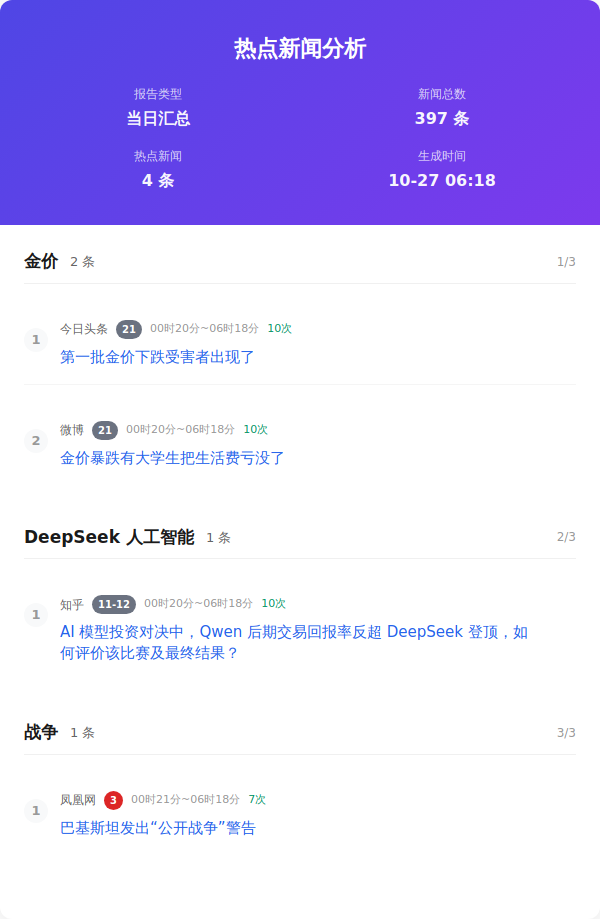 热点新闻分析
报告类型
新闻总数
当日汇总
397 条
热点新闻
生成时间
4 条
10-27 06:18
金价 2 条 1/3
1
今日头条 21 00时20分~06时18分 10次
第一批金价下跌受害者出现了
2
微博 21 00时20分~06时18分 10次
金价暴跌有大学生把生活费亏没了
DeepSeek 人工智能 1 条 2/3
1
知乎 11-12 00时20分~06时18分 10次
AI 模型投资对决中，Qwen 后期交易回报率反超 DeepSeek 登顶，如
何评价该比赛及最终结果？
战争 1 条 3/3
1
凤凰网 3 00时21分~06时18分 7次
巴基斯坦发出“公开战争”警告